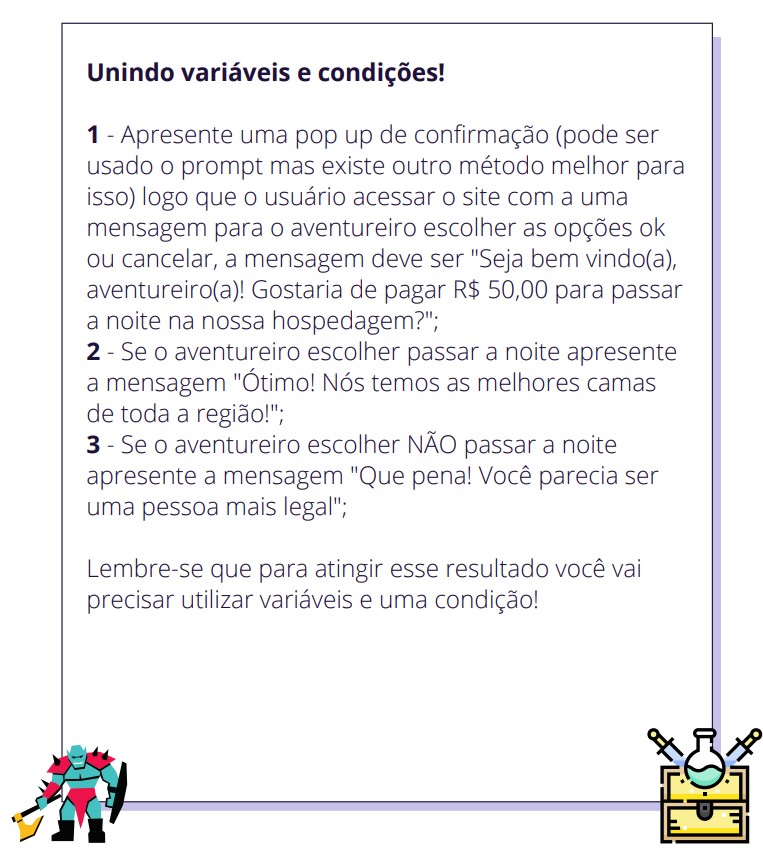 Unindo variáveis e condições!
1 - Apresente uma pop up de confirmação (pode ser
usado o prompt mas existe outro método melhor para
isso) logo que o usuário acessar o site com a uma
mensagem para o aventureiro escolher as opções ok
ou cancelar, a mensagem deve ser "Seja bem vindo(a),
aventureiro(a)! Gostaria de pagar R$ 50,00 para passar
a noite na nossa hospedagem?";
2 - Se o aventureiro escolher passar a noite apresente
a mensagem "Ótimo! Nós temos as melhores camas
de toda a região!";
3 - Se o aventureiro escolher NÃO passar a noite
apresente a mensagem "Que pena! Você parecia ser
uma pessoa mais legal";
Lembre-se que para atingir esse resultado você vai
precisar utilizar variáveis e uma condição!